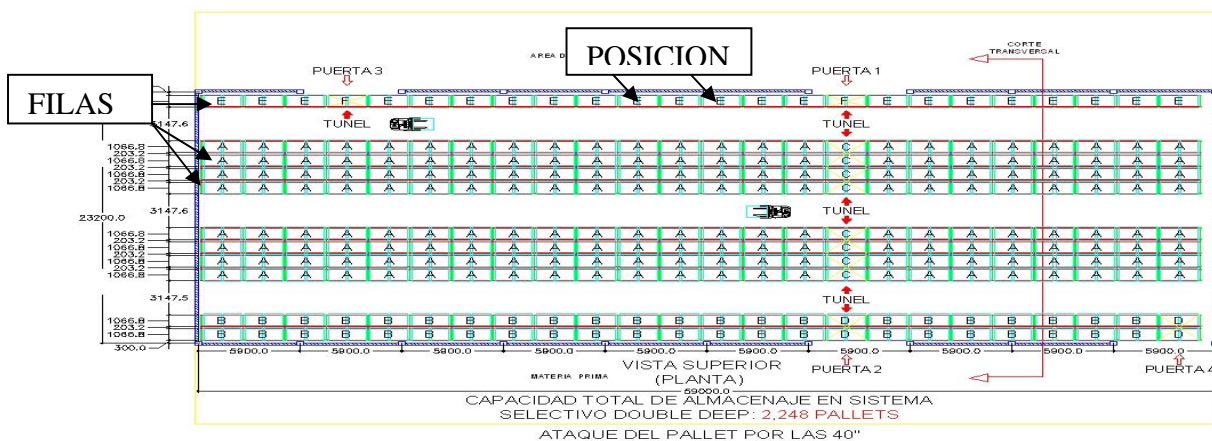 CORTE
TRANSVERSAL
AREA D
POSICION
PUERTA 3
PUERTA 1
FILAS
E E E F E E E E E E E E E E E F E E E E E E E E
3147.6
TUNEL
TUNEL
1066.8 A A A A A A A A A A A A A A A C A A A A A A A A
203.2
1066.8 A A A A A A A A A A A A A A A C A A A A A A A A
203.2
1066.8 A A A A A A A A A A A A A A A C A A A A A A A A
203.2
1066.8 A A A A A A A A A A A A A A A C A A A A A A A A
3147.6
TUNEL
23200.0
1066.8 A A A A A A A A A A A A A A A C A A A A A A A A
203.2
1066.8 A A A A A A A A A A A A A A A C A A A A A A A A
203.2
1066.8 A A A A A A A A A A A A A A A C A A A A A A A A
203.2
1066.8 A A A A A A A A A A A A A A A C A A A A A A A A
3147.5
TUNEL
1066.8 B B B B B B B B B B B B B B B D B B B B B B B D
203.2
1066.8 B B B B B B B B B B B B B B B D B B B B B B B D
300.0
5900.0 5900.0 5900.0 5900.0 5900.0 5900.0 5900.0 5900.0 5900.0 5900.0
MATERIA PRIMA
VISTA SUPERIOR
(PLANTA)
PUERTA 2
PUERTA 4
59000.0
CAPACIDAD TOTAL DE ALMACENAJE EN SISTEMA
SELECTIVO DOUBLE DEEP: 2,248 PALLETS
ATAQUE DEL PALLET POR LAS 40"